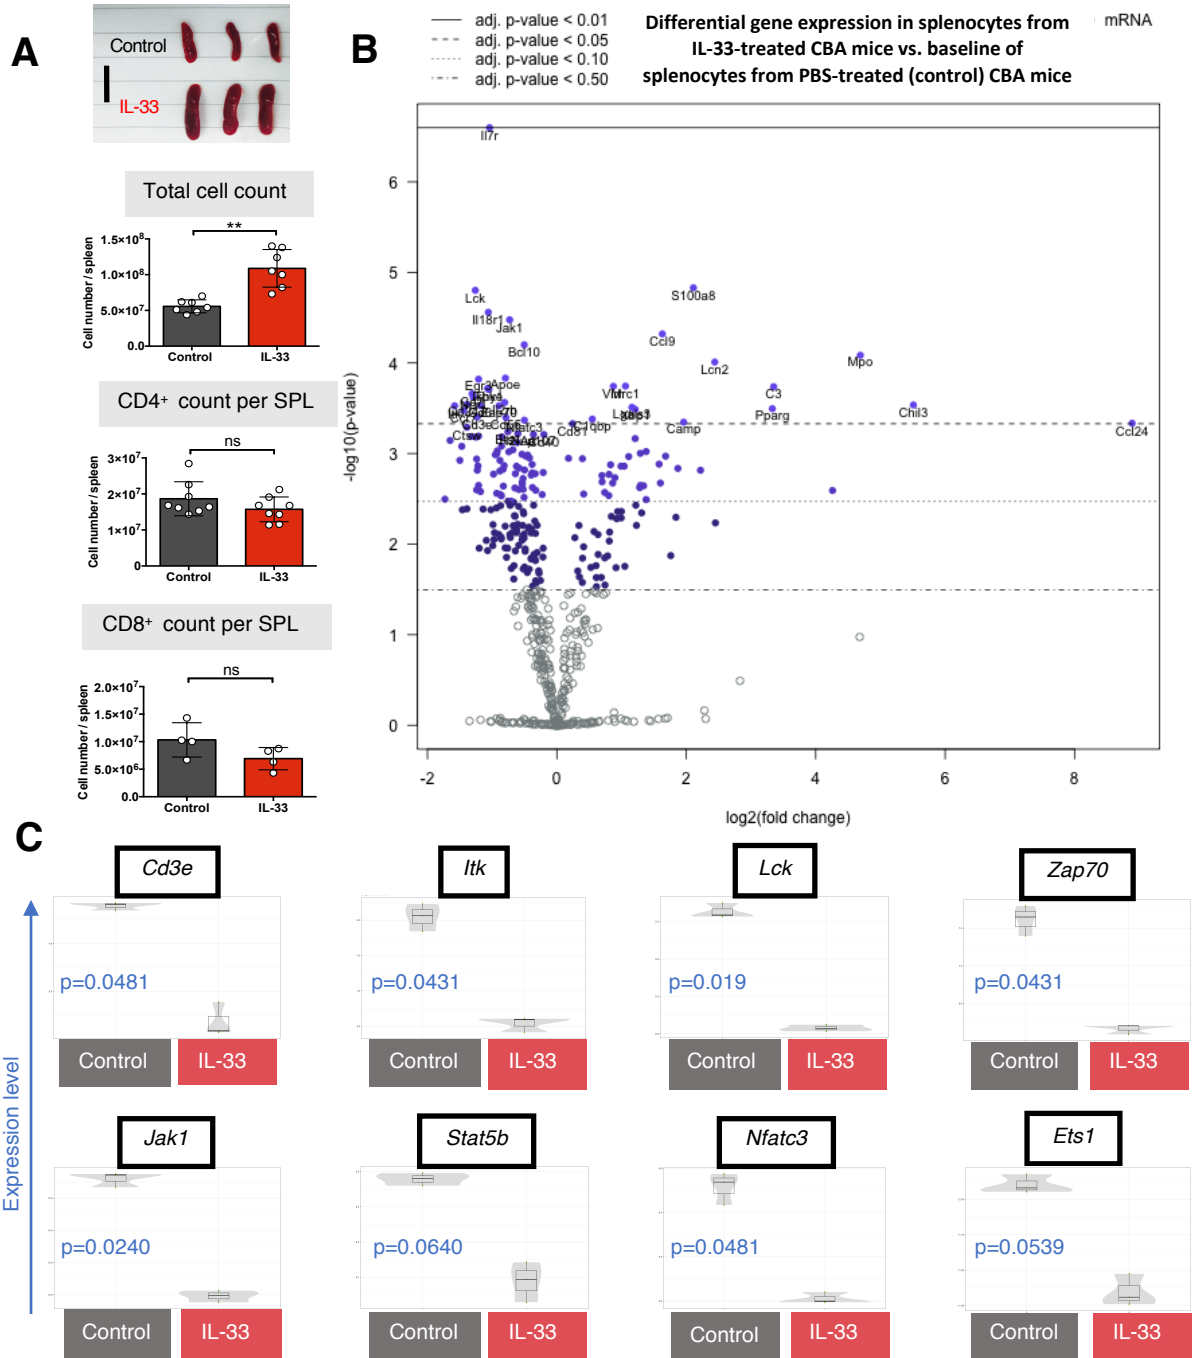 A
Control
IL-33
Total cell count
**
1.5×10⁸
1.0×10⁸
5.0×10⁷
0.0
Cell number / spleen
Control IL-33
CD4⁺ count per SPL
ns
3×10⁷
2×10⁷
1×10⁷
0
Cell number / spleen
Control IL-33
CD8⁺ count per SPL
ns
2.0×10⁷
1.5×10⁷
1.0×10⁷
5.0×10⁶
0.0
Cell number / spleen
Control IL-33
B
adj. p-value < 0.01
adj. p-value < 0.05
adj. p-value < 0.10
adj. p-value < 0.50
Differential gene expression in splenocytes from
IL-33-treated CBA mice vs. baseline of
splenocytes from PBS-treated (control) CBA mice
mRNA
Il7r
Lck
S100a8
Il18r1
Jak1
Ccl9
Bcl10
Mpo
Lcn2
Egr3
Apoe
Mrc1
C3
Chil3
Pparg
C1qbp
Camp
Ccl24
Cd81
Nfatc3
Cd3e
Ctsw
6
5
4
3
2
1
0
-log10(p-value)
-2 0 2 4 6 8
log2(fold change)
C
Expression level
Cd3e Itk Lck Zap70
p=0.0481 p=0.0431 p=0.019 p=0.0431
Control IL-33 Control IL-33 Control IL-33 Control IL-33
Jak1 Stat5b Nfatc3 Ets1
p=0.0240 p=0.0640 p=0.0481 p=0.0539
Control IL-33 Control IL-33 Control IL-33 Control IL-33